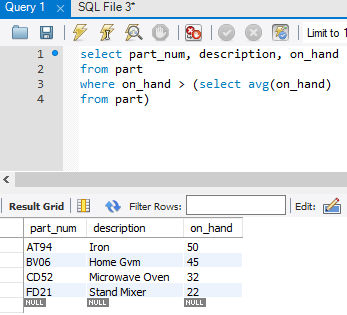 Query 1 SQL File 3*
Limit to 1
1 select part_num, description, on_hand
2 from part
3 where on_hand > (select avg(on_hand)
4 from part)
Result Grid Filter Rows: Edit:
part_num description on_hand
AT94 Iron 50
BV06 Home Gvm 45
CD52 Microwave Oven 32
FD21 Stand Mixer 22
NULL NULL NULL